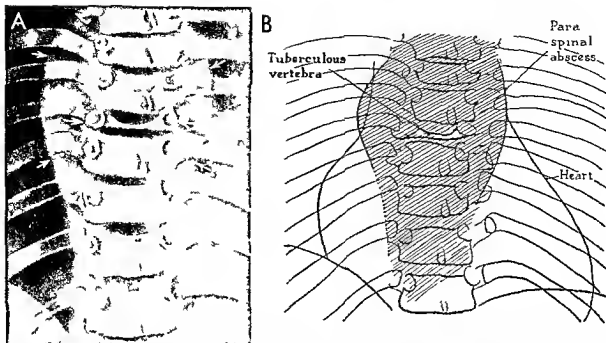 A
B
Tuberculous
vertebra
Para
spinal
abscess
Heart